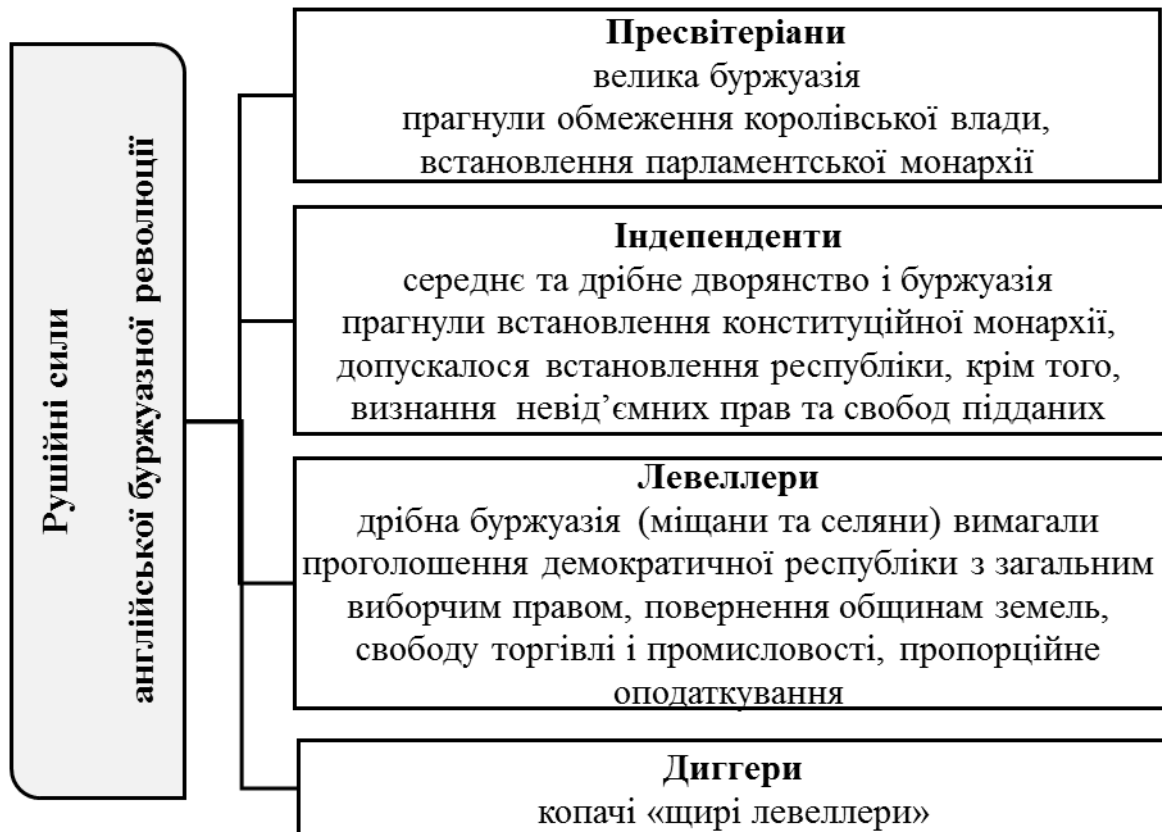 Рушійні сили
англійської буржуазної революції
Пресвітеріани
велика буржуазія
прагнули обмеження королівської влади,
встановлення парламентської монархії
Індепенденти
середнє та дрібне дворянство і буржуазія
прагнули встановлення конституційної монархії,
допускалося встановлення республіки, крім того,
визнання невід’ємних прав та свобод підданих
Левеллери
дрібна буржуазія (міщани та селяни) вимагали
проголошення демократичної республіки з загальним
виборчим правом, повернення общинам земель,
свободу торгівлі і промисловості, пропорційне
оподаткування
Диггери
копачі «щирі левеллери»